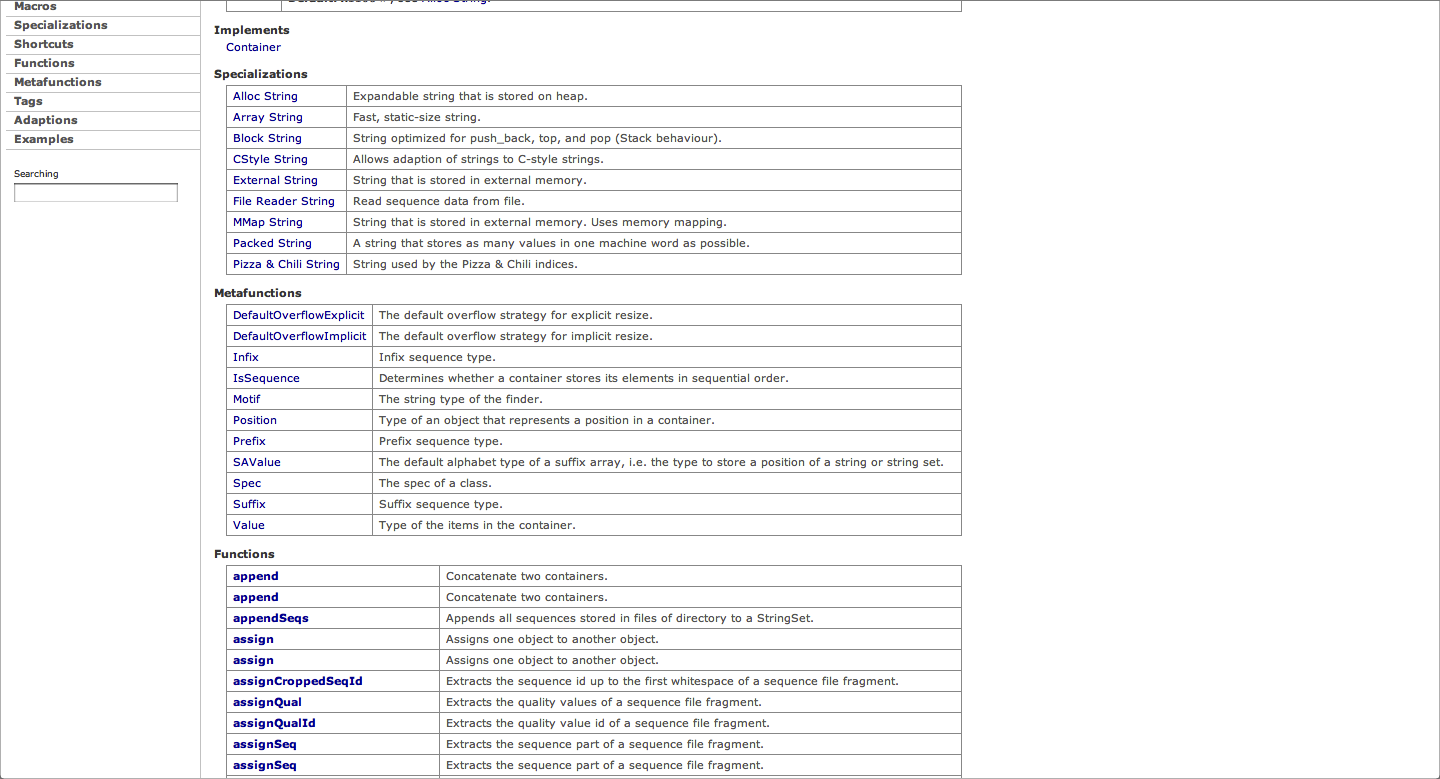 Macros
Specializations
Shortcuts
Functions
Metafunctions
Tags
Adaptions
Examples
Searching
Implements
Container
Specializations
Alloc String Expandable string that is stored on heap.
Array String Fast, static-size string.
Block String String optimized for push_back, top, and pop (Stack behaviour).
CStyle String Allows adaption of strings to C-style strings.
External String String that is stored in external memory.
File Reader String Read sequence data from file.
MMap String String that is stored in external memory. Uses memory mapping.
Packed String A string that stores as many values in one machine word as possible.
Pizza & Chili String String used by the Pizza & Chili indices.
Metafunctions
DefaultOverflowExplicit The default overflow strategy for explicit resize.
DefaultOverflowImplicit The default overflow strategy for implicit resize.
Infix Infix sequence type.
IsSequence Determines whether a container stores its elements in sequential order.
Motif The string type of the finder.
Position Type of an object that represents a position in a container.
Prefix Prefix sequence type.
SAValue The default alphabet type of a suffix array, i.e. the type to store a position of a string or string set.
Spec The spec of a class.
Suffix Suffix sequence type.
Value Type of the items in the container.
Functions
append Concatenate two containers.
append Concatenate two containers.
appendSeqs Appends all sequences stored in files of directory to a StringSet.
assign Assigns one object to another object.
assign Assigns one object to another object.
assignCroppedSeqId Extracts the sequence id up to the first whitespace of a sequence file fragment.
assignQual Extracts the quality values of a sequence file fragment.
assignQualId Extracts the quality value id of a sequence file fragment.
assignSeq Extracts the sequence part of a sequence file fragment.
assignSeq Extracts the sequence part of a sequence file fragment.